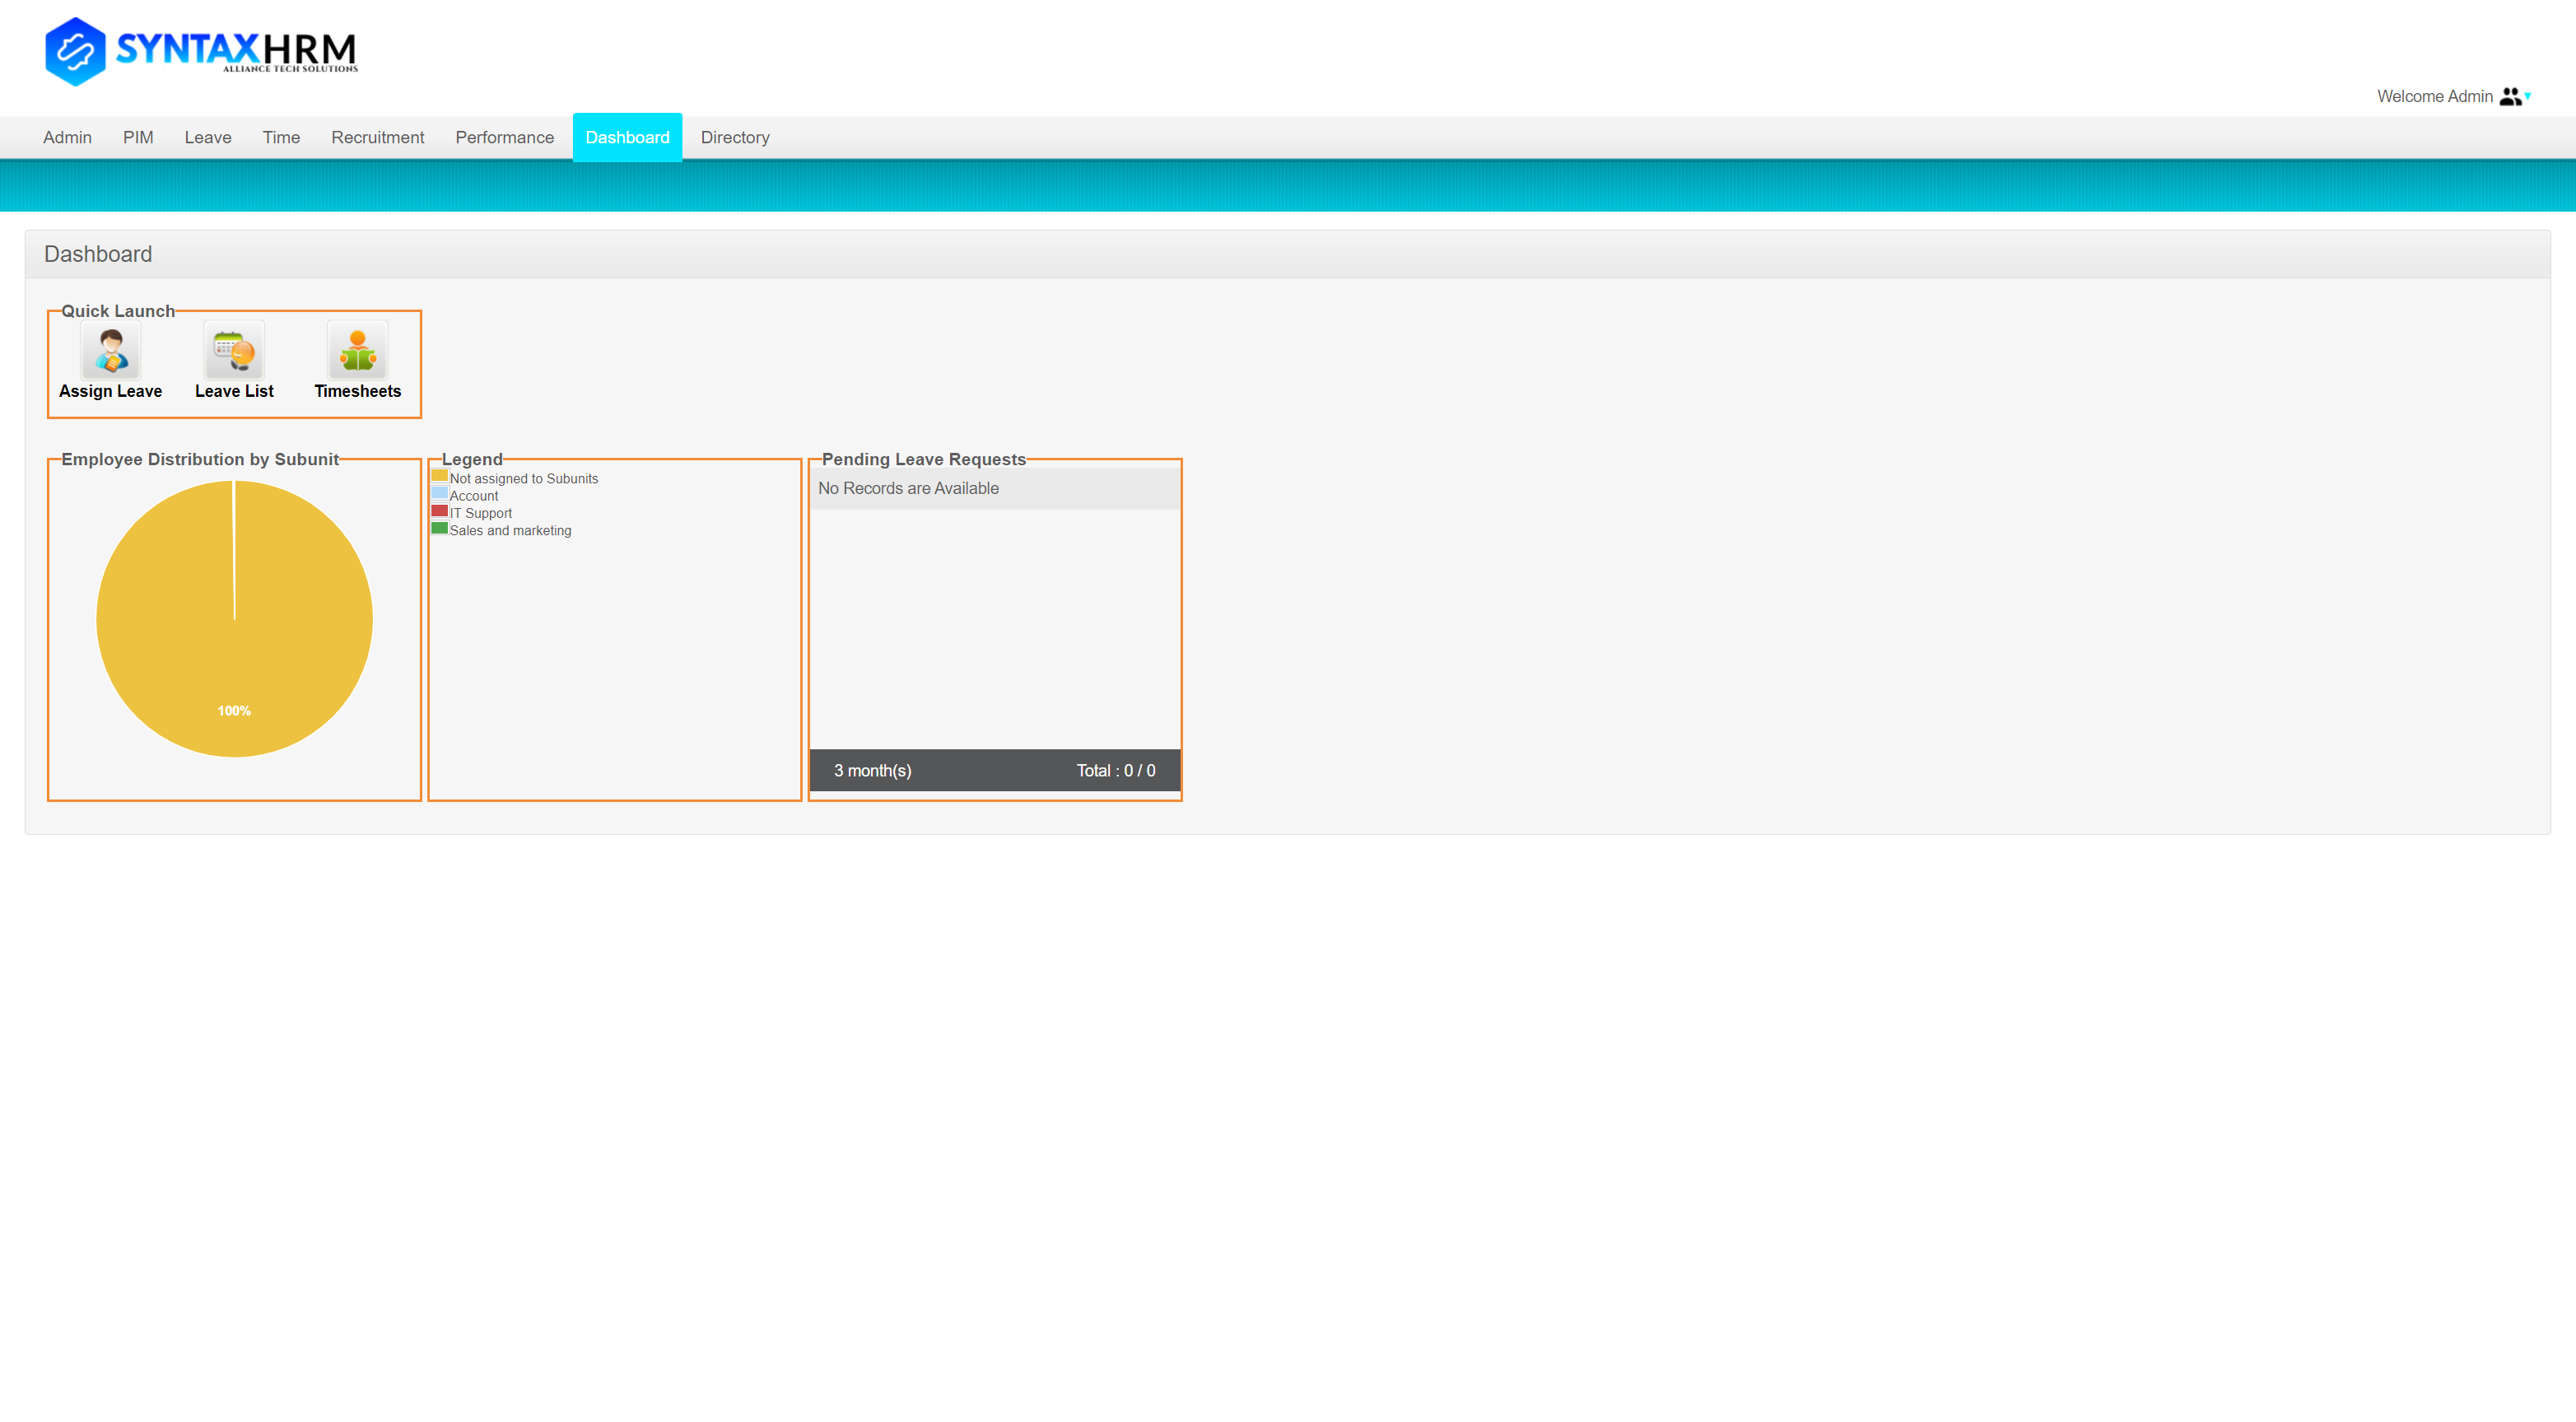 SYNTAXHRM
ALLIANCE TECH SOLUTIONS
Welcome Admin
Admin PIM Leave Time Recruitment Performance Dashboard Directory
Dashboard
Quick Launch
Assign Leave Leave List Timesheets
Employee Distribution by Subunit
100%
Legend
Not assigned to Subunits
Account
IT Support
Sales and marketing
Pending Leave Requests
No Records are Available
3 month(s) Total : 0 / 0